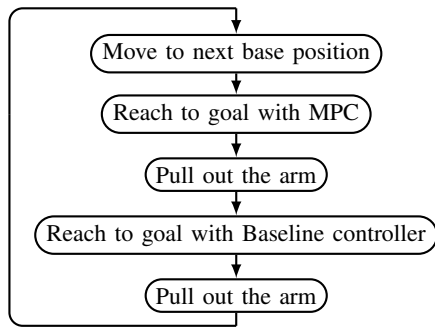 Move to next base position
Reach to goal with MPC
Pull out the arm
Reach to goal with Baseline controller
Pull out the arm